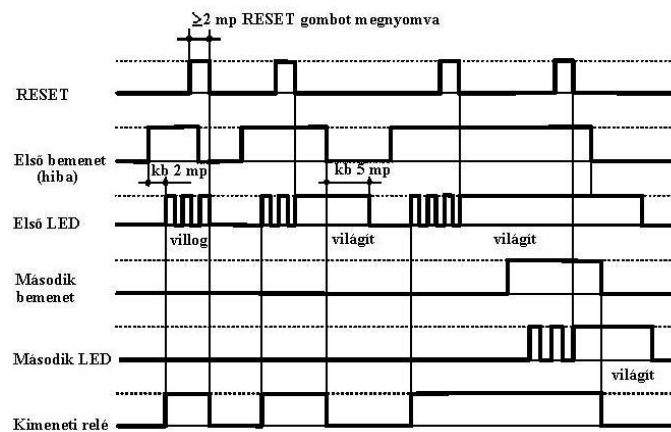 ≥2 mp RESET gombot megnyomva
RESET
Első bemenet
(hiba)
kb 2 mp
kb 5 mp
Első LED
villog
világít
világít
Második
bemenet
Második LED
világít
Kimeneti relé